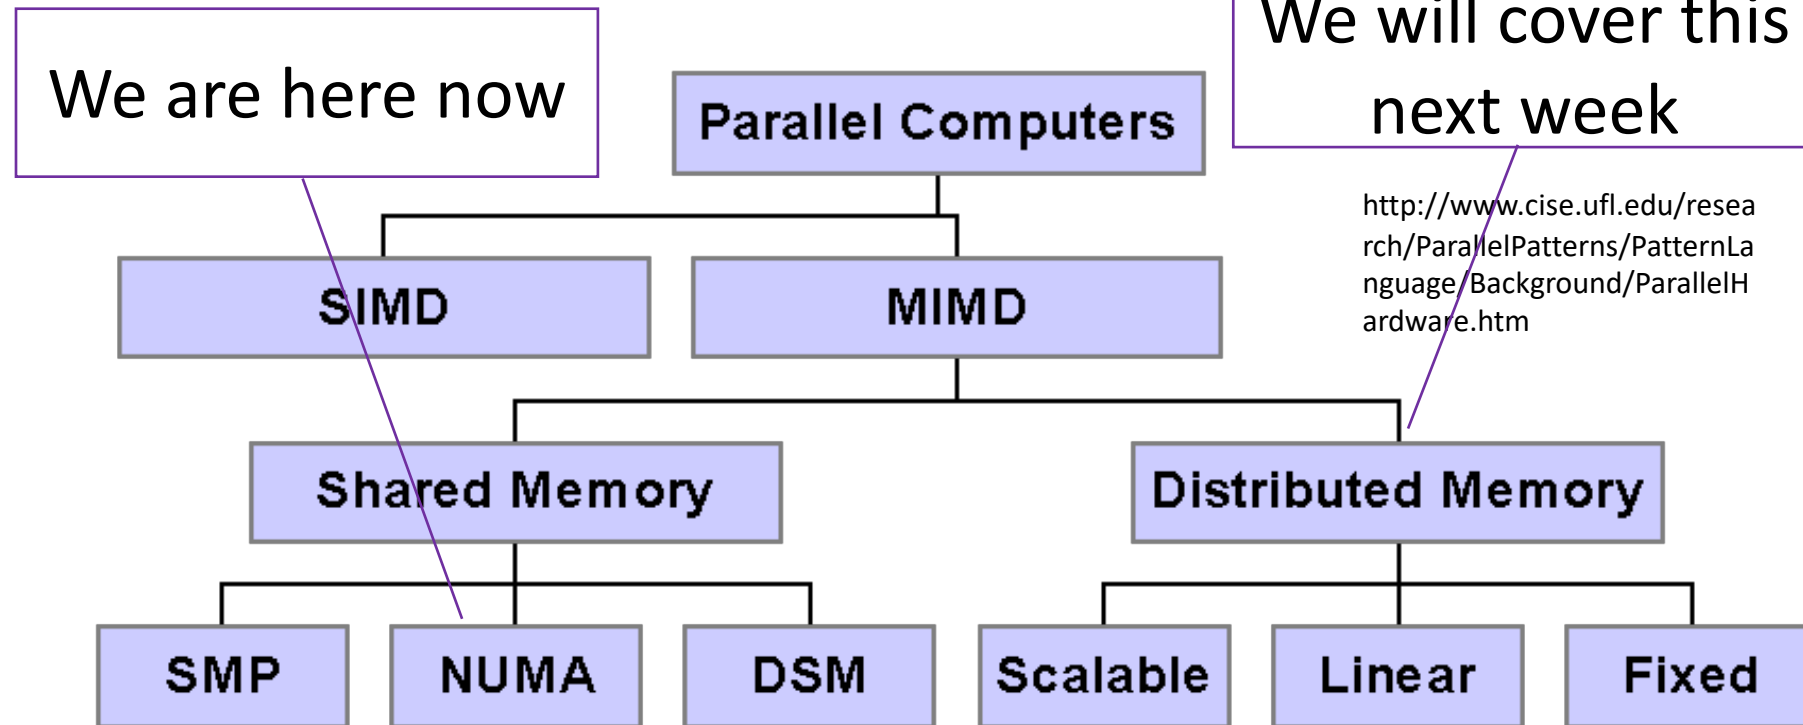 We will cover this
next week
We are here now
Parallel Computers
http://www.cise.ufl.edu/resea
rch/ParallelPatterns/PatternLa
nguage/Background/ParallelH
ardware.htm
SIMD
MIMD
Shared Memory
Distributed Memory
SMP
NUMA
DSM
Scalable
Linear
Fixed